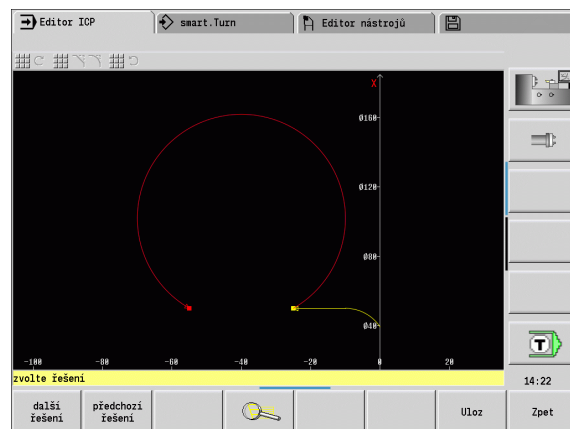 Editor ICP
smart.Turn
Editor nástrojů
X
Ø160
Ø120
Ø80
Ø40
-100 -80 -60 -40 -20 0 20
zvolte řešení
T
14:22
další řešení
předchozí řešení
Uloz
Zpet